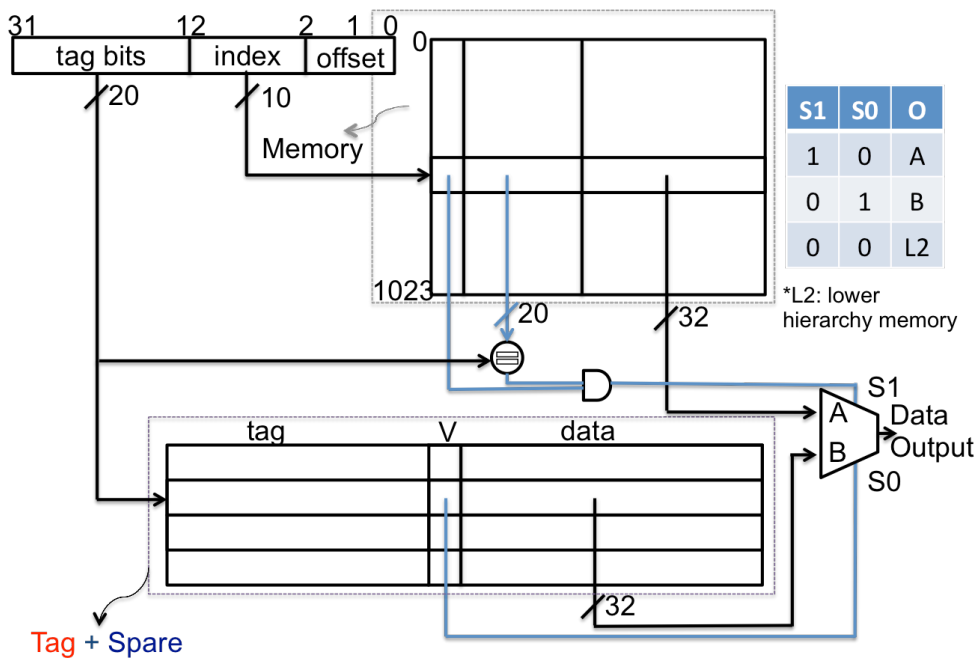 31 12 2 1 0
tag bits index offset
20
10
Memory
0
1023
S1 S0 O
1 0 A
0 1 B
0 0 L2
*L2: lower
hierarchy memory
20
32
S1
A
B
Data
Output
S0
tag V data
32
Tag + Spare